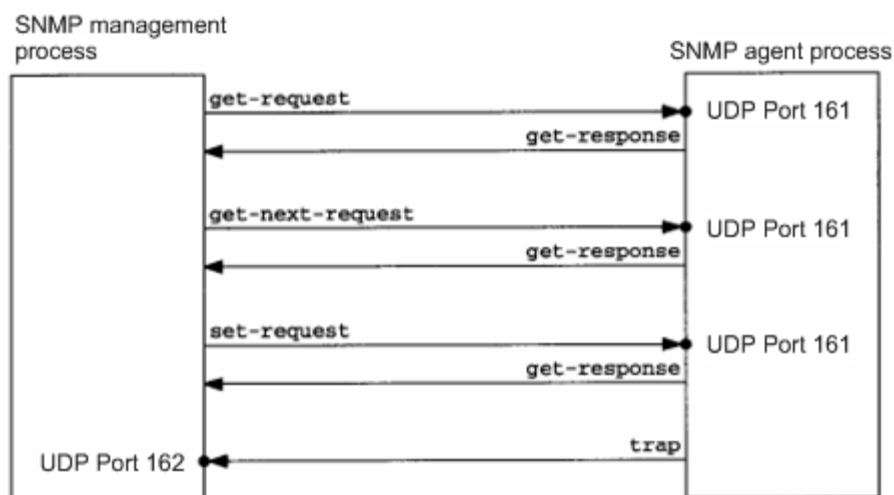 SNMP management
process
SNMP agent process
get-request
UDP Port 161
get-response
get-next-request
UDP Port 161
get-response
set-request
UDP Port 161
get-response
trap
UDP Port 162